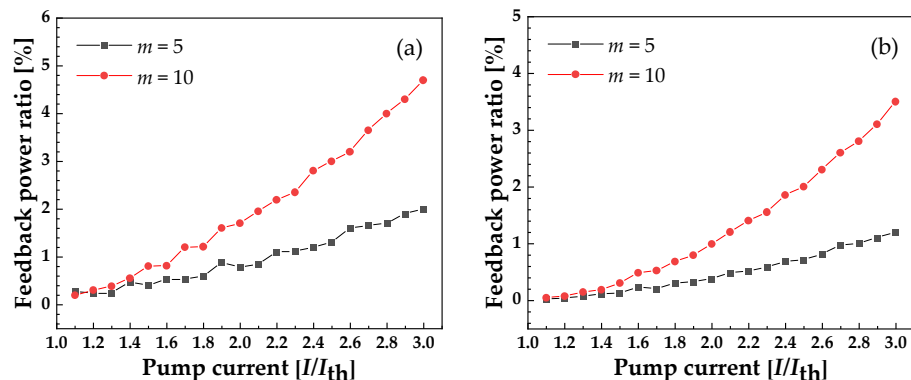 6
5
4
3
2
1
0
Feedback power ratio [%]
m = 5
m = 10
(a)
1.0 1.2 1.4 1.6 1.8 2.0 2.2 2.4 2.6 2.8 3.0
Pump current [I/Ith]
5
4
3
2
1
0
Feedback power ratio [%]
m = 5
m = 10
(b)
1.0 1.2 1.4 1.6 1.8 2.0 2.2 2.4 2.6 2.8 3.0
Pump current [I/Ith]